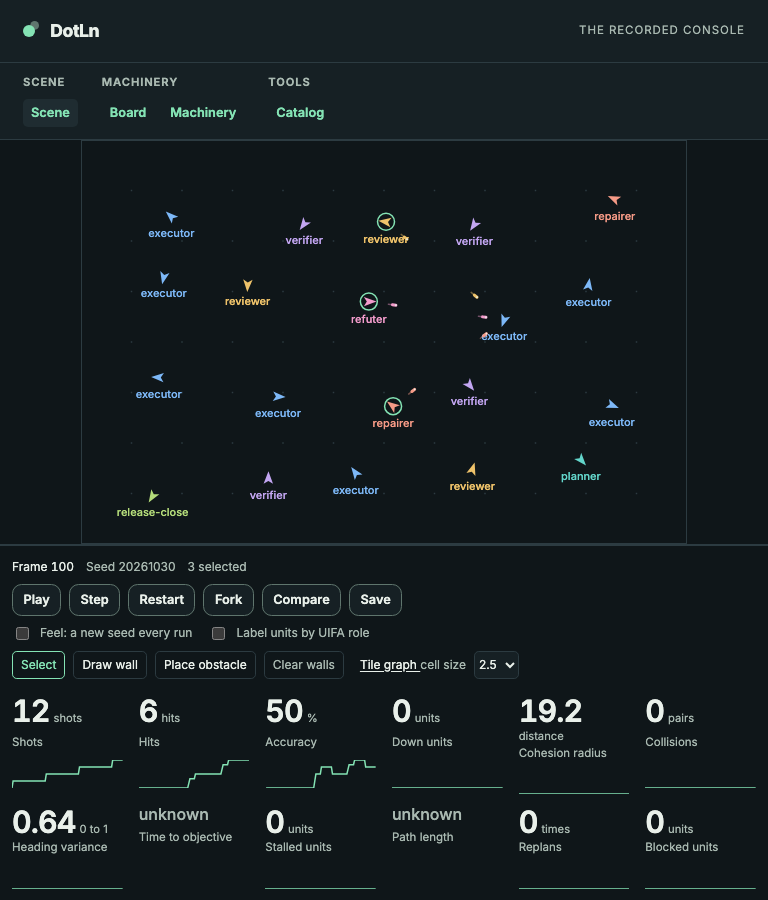 DotLn
THE RECORDED CONSOLE
SCENE MACHINERY TOOLS
Scene Board Machinery Catalog
repairer
executor verifier reviewer verifier
executor reviewer refuter executor
executor
executor executor repairer verifier executor
release-close verifier executor reviewer planner
Frame 100 Seed 20261030 3 selected
Play Step Restart Fork Compare Save
Feel: a new seed every run Label units by UIFA role
Select Draw wall Place obstacle Clear walls Tile graph cell size 2.5
12 shots 6 hits 50 % 0 units 19.2 distance 0 pairs
Shots Hits Accuracy Down units Cohesion radius Collisions
0.64 0 to 1 unknown 0 units unknown 0 times 0 units
Heading variance Time to objective Stalled units Path length Replans Blocked units